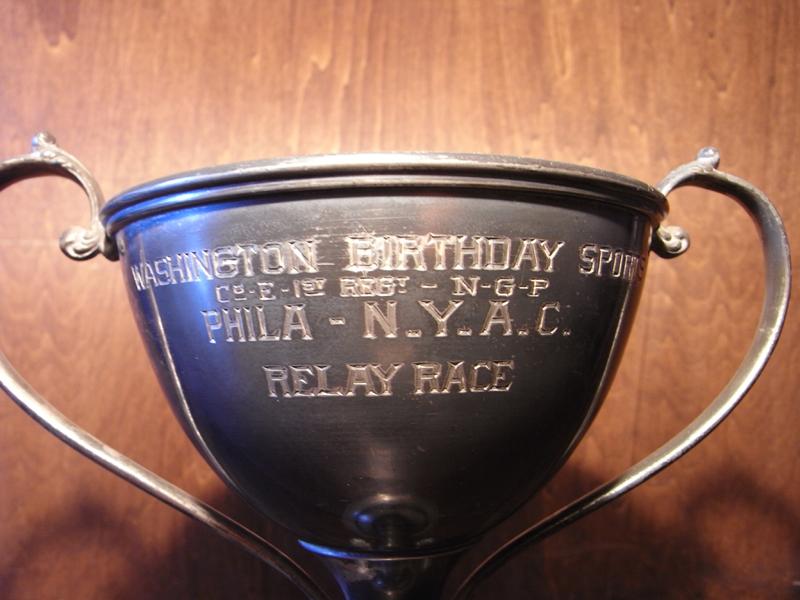 WASHINGTON BIRTHDAY SPORTS
Co-E-1ST REGT - N-G-P
PHILA - N.Y.A.C.
RELAY RACE